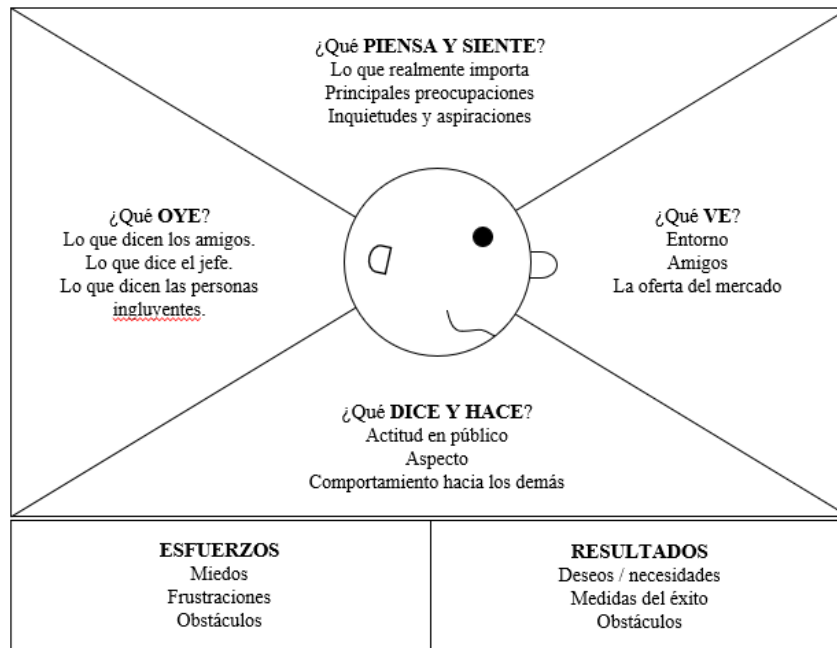 ¿Qué PIENSA Y SIENTE?
Lo que realmente importa
Principales preocupaciones
Inquietudes y aspiraciones
¿Qué OYE?
Lo que dicen los amigos.
Lo que dice el jefe.
Lo que dicen las personas
ingluyentes.
¿Qué VE?
Entorno
Amigos
La oferta del mercado
¿Qué DICE Y HACE?
Actitud en público
Aspecto
Comportamiento hacia los demás
ESFUERZOS
Miedos
Frustraciones
Obstáculos
RESULTADOS
Deseos / necesidades
Medidas del éxito
Obstáculos